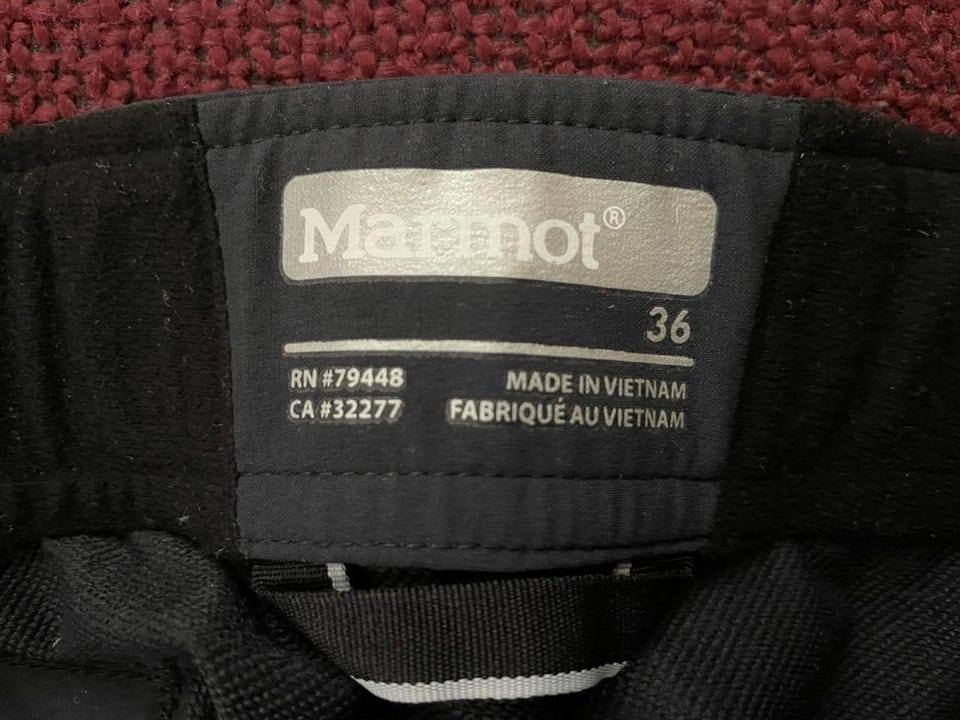 Marmot®
36
RN #79448
CA #32277
MADE IN VIETNAM
FABRIQUÉ AU VIETNAM